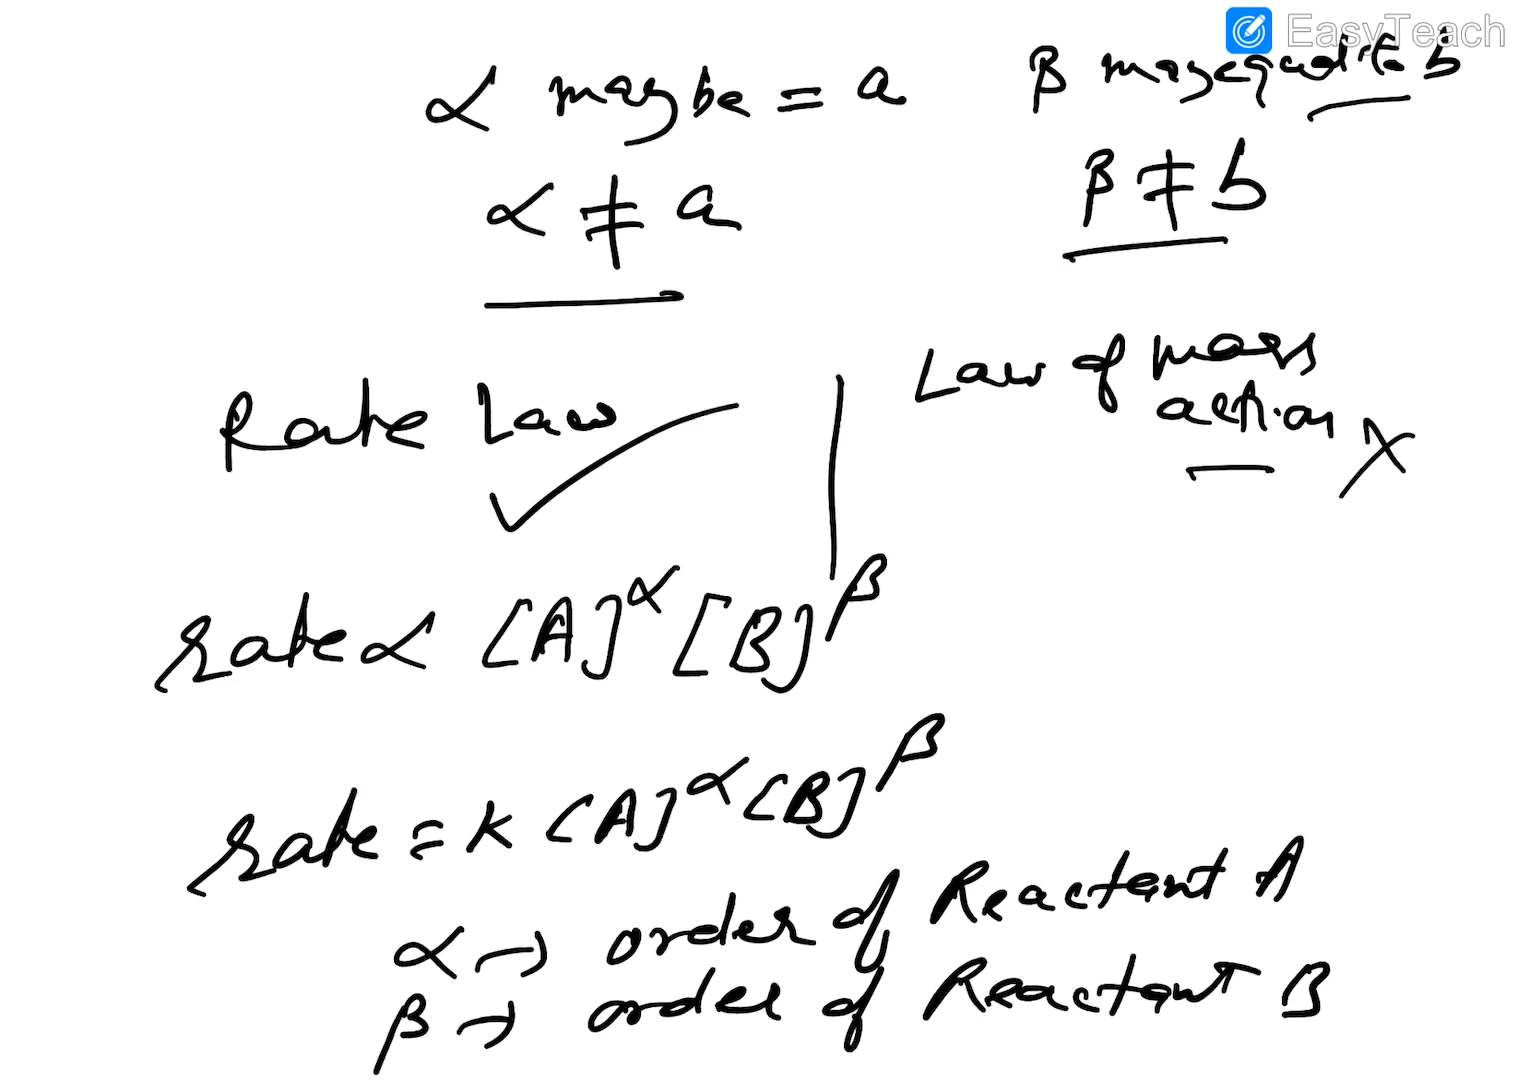 EasyTeach
α maybe = a
β may equal to b
α ≠ a
β ≠ b
Rate Law
Law of mass
action X
rate ∝ [A]^α [B]^β
rate = K [A]^α [B]^β
α → order of Reactant A
β → order of Reactant B